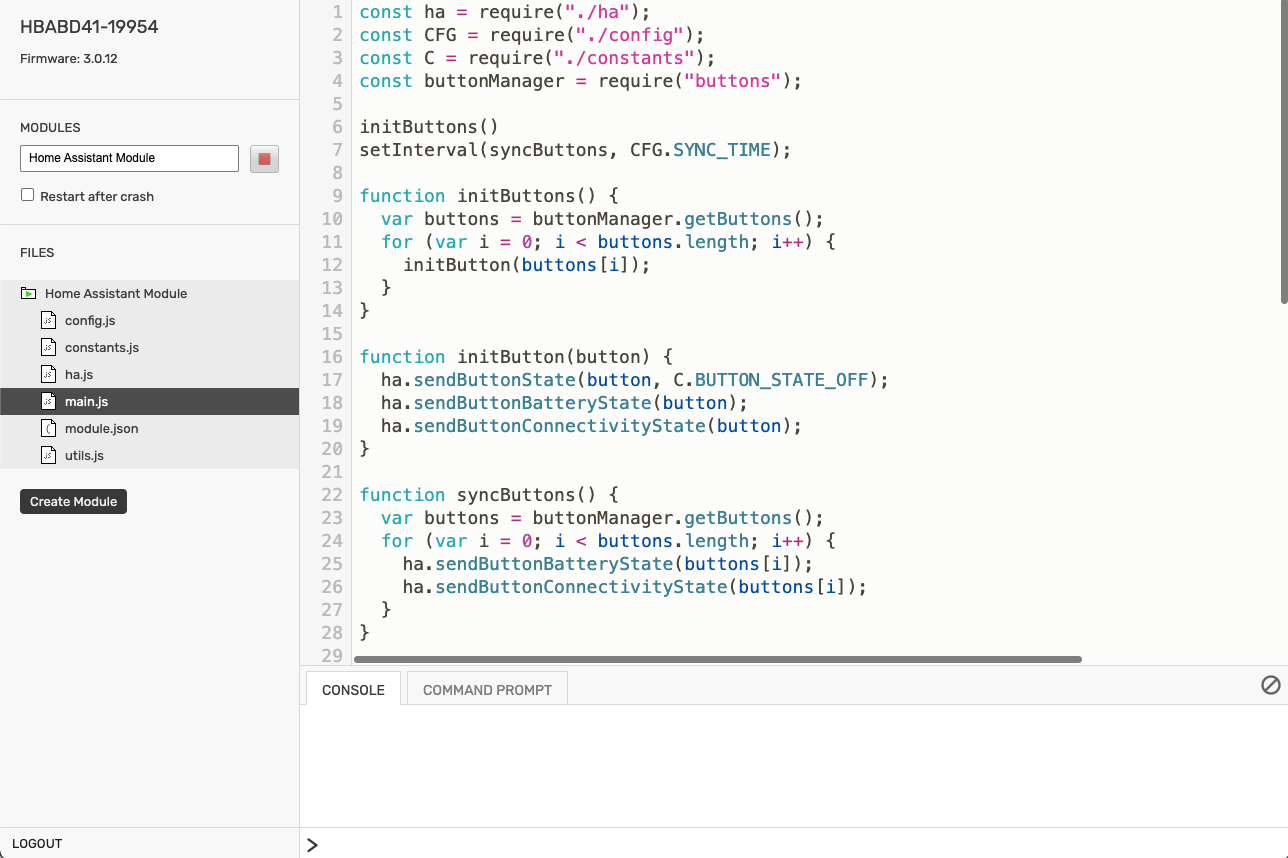 HBABD41-19954
Firmware: 3.0.12
MODULES
Home Assistant Module
Restart after crash
FILES
Home Assistant Module
config.js
constants.js
ha.js
main.js
module.json
utils.js
Create Module
LOGOUT
1 const ha = require("./ha");
2 const CFG = require("./config");
3 const C = require("./constants");
4 const buttonManager = require("buttons");
5
6 initButtons()
7 setInterval(syncButtons, CFG.SYNC_TIME);
8
9 function initButtons() {
10   var buttons = buttonManager.getButtons();
11   for (var i = 0; i < buttons.length; i++) {
12     initButton(buttons[i]);
13   }
14 }
15
16 function initButton(button) {
17   ha.sendButtonState(button, C.BUTTON_STATE_OFF);
18   ha.sendButtonBatteryState(button);
19   ha.sendButtonConnectivityState(button);
20 }
21
22 function syncButtons() {
23   var buttons = buttonManager.getButtons();
24   for (var i = 0; i < buttons.length; i++) {
25     ha.sendButtonBatteryState(buttons[i]);
26     ha.sendButtonConnectivityState(buttons[i]);
27   }
28 }
29
CONSOLE
COMMAND PROMPT
>